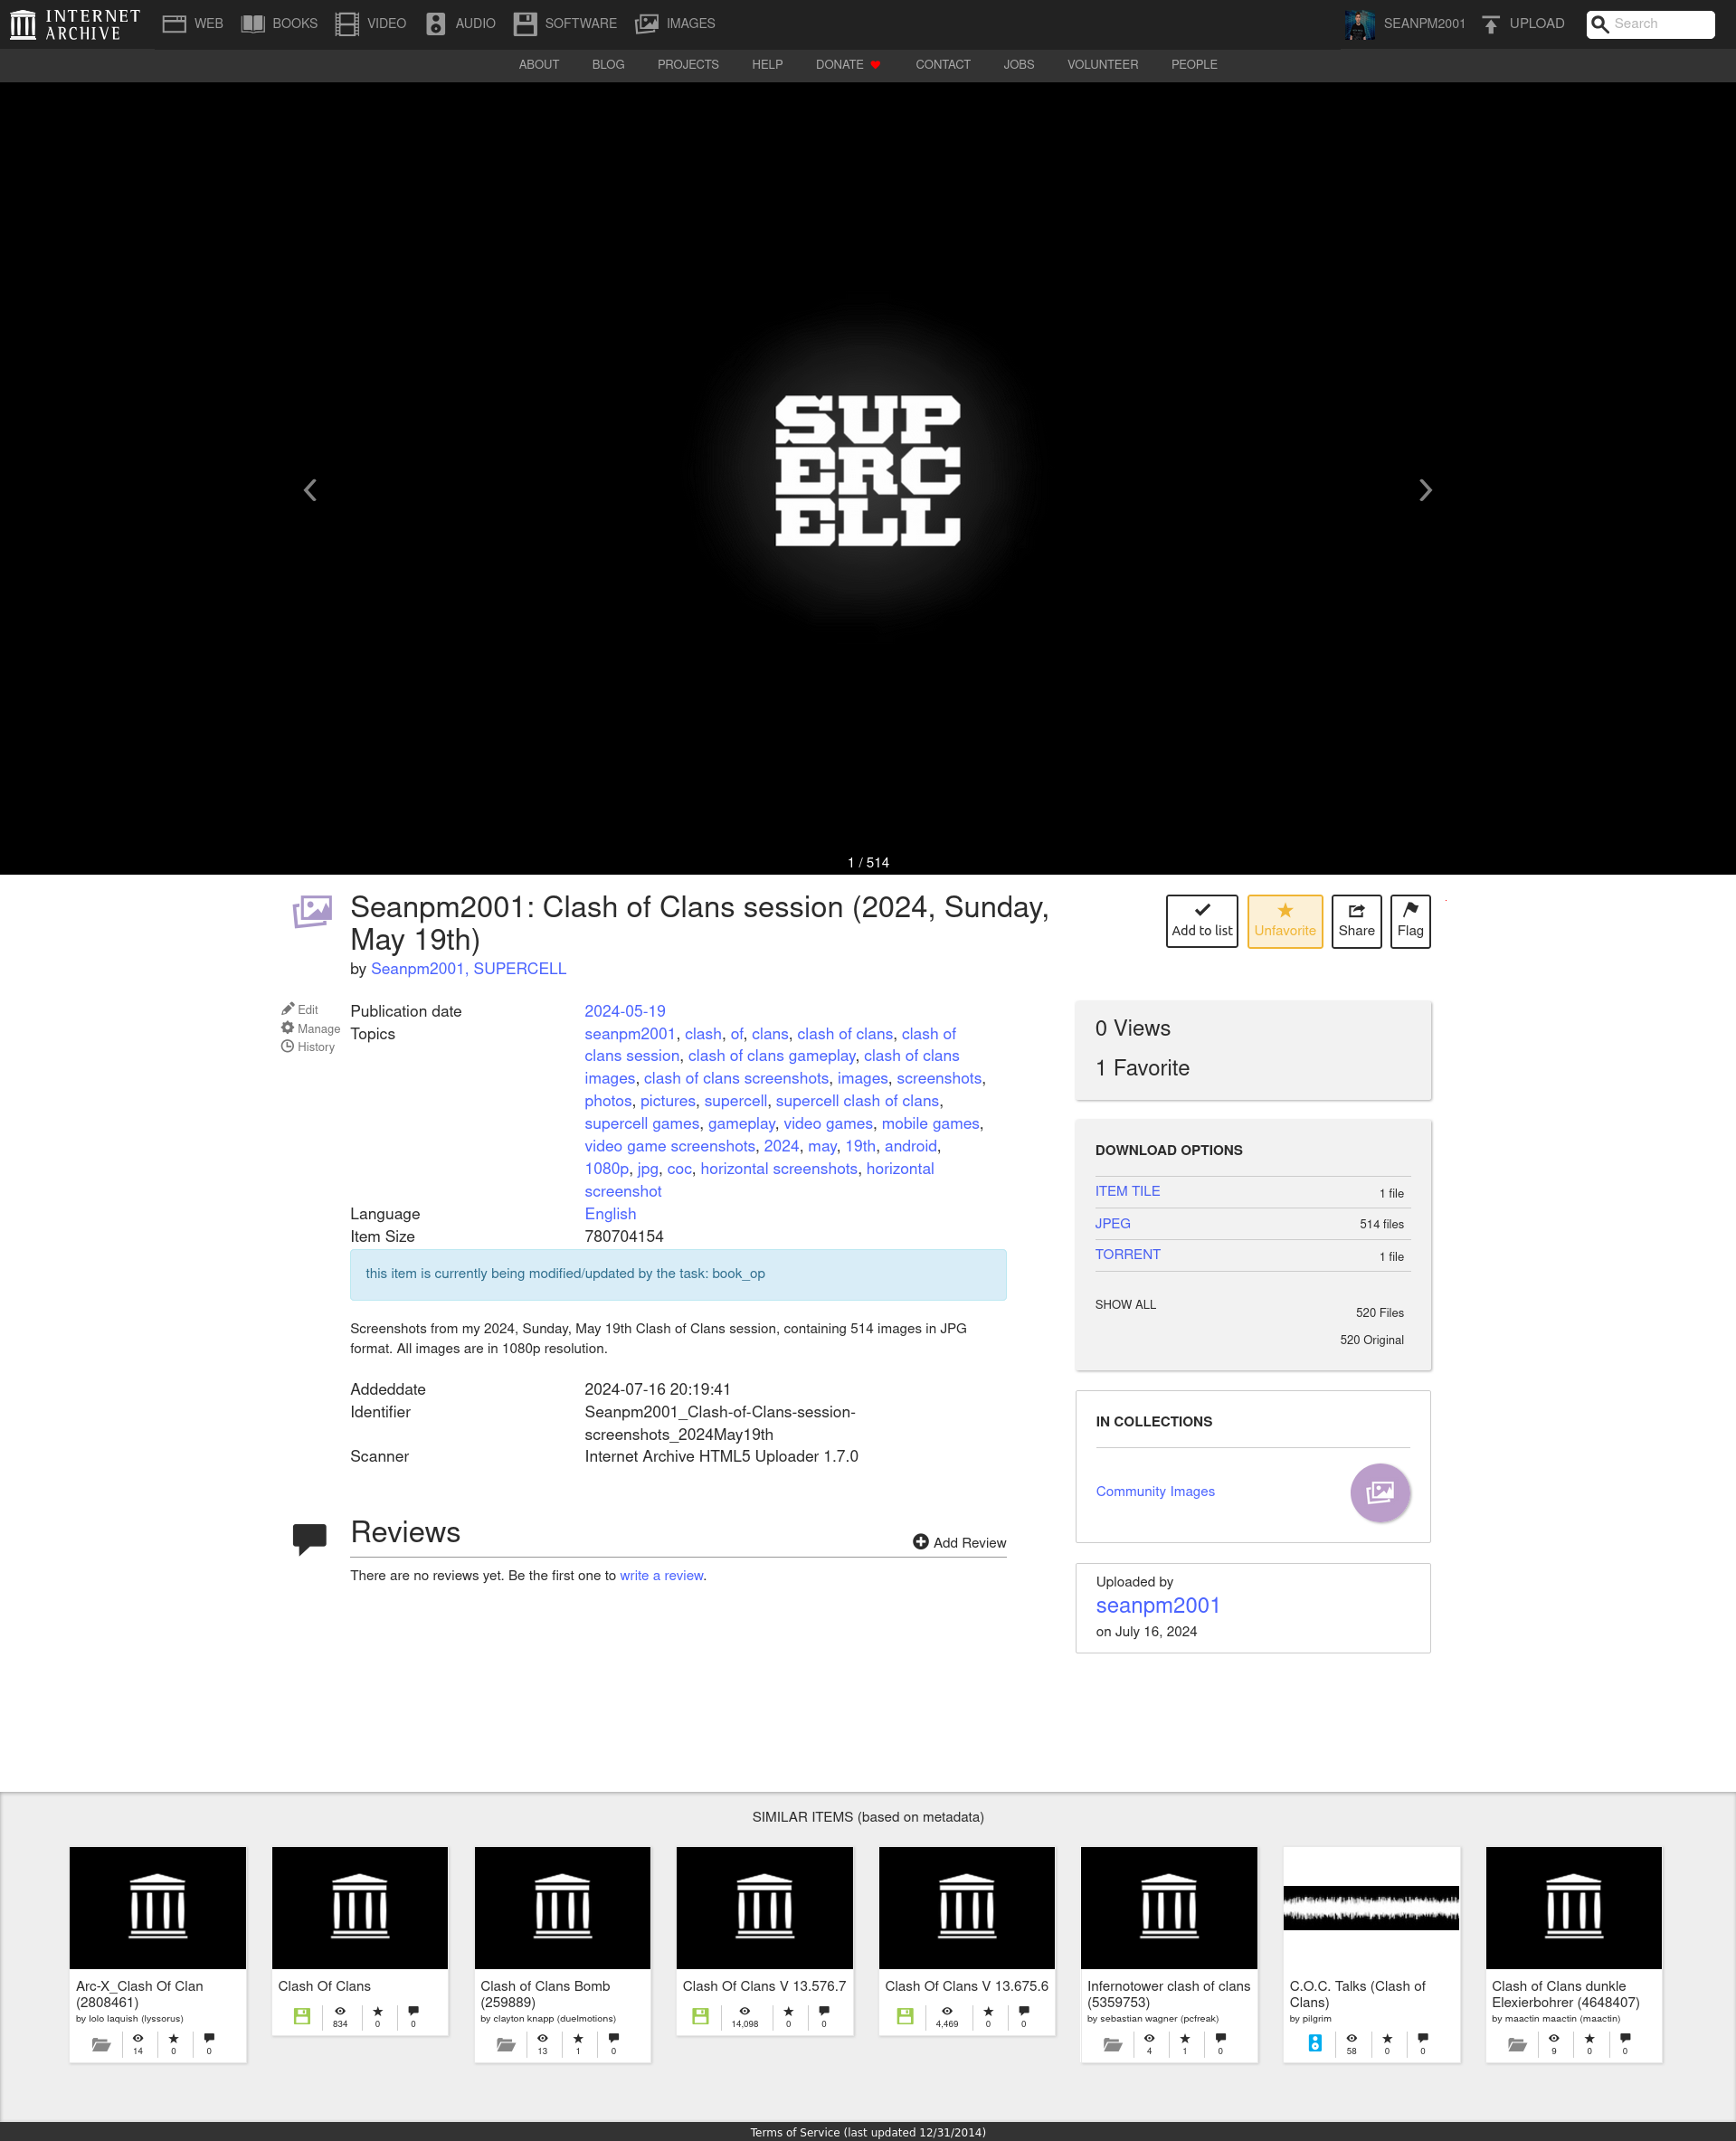 INTERNET
ARCHIVE
WEB BOOKS VIDEO AUDIO SOFTWARE IMAGES SEANPM2001 UPLOAD Search
ABOUT BLOG PROJECTS HELP DONATE CONTACT JOBS VOLUNTEER PEOPLE
SUP
ERC
ELL
1 / 514
Seanpm2001: Clash of Clans session (2024, Sunday,
May 19th)
by Seanpm2001, SUPERCELL
Add to list Unfavorite Share Flag
Edit
Manage
History
Publication date 2024-05-19
Topics seanpm2001, clash, of, clans, clash of clans, clash of
clans session, clash of clans gameplay, clash of clans
images, clash of clans screenshots, images, screenshots,
photos, pictures, supercell, supercell clash of clans,
supercell games, gameplay, video games, mobile games,
video game screenshots, 2024, may, 19th, android,
1080p, jpg, coc, horizontal screenshots, horizontal
screenshot
Language English
Item Size 780704154
this item is currently being modified/updated by the task: book_op
Screenshots from my 2024, Sunday, May 19th Clash of Clans session, containing 514 images in JPG
format. All images are in 1080p resolution.
Addeddate 2024-07-16 20:19:41
Identifier Seanpm2001_Clash-of-Clans-session-
screenshots_2024May19th
Scanner Internet Archive HTML5 Uploader 1.7.0
Reviews
Add Review
There are no reviews yet. Be the first one to write a review.
0 Views
1 Favorite
DOWNLOAD OPTIONS
ITEM TILE 1 file
JPEG 514 files
TORRENT 1 file
SHOW ALL 520 Files
520 Original
IN COLLECTIONS
Community Images
Uploaded by
seanpm2001
on July 16, 2024
SIMILAR ITEMS (based on metadata)
Arc-X_Clash Of Clan
(2808461)
by lolo laquish (lyssorus)
14 0 0
Clash Of Clans
834 0 0
Clash of Clans Bomb
(259889)
by clayton knapp (duelmotions)
13 1 0
Clash Of Clans V 13.576.7
14,098 0 0
Clash Of Clans V 13.675.6
4,469 0 0
Infernotower clash of clans
(5359753)
by sebastian wagner (pcfreak)
4 1 0
C.O.C. Talks (Clash of
Clans)
by pilgrim
58 0 0
Clash of Clans dunkle
Elexierbohrer (4648407)
by maactin maactin (maactin)
9 0 0
Terms of Service (last updated 12/31/2014)